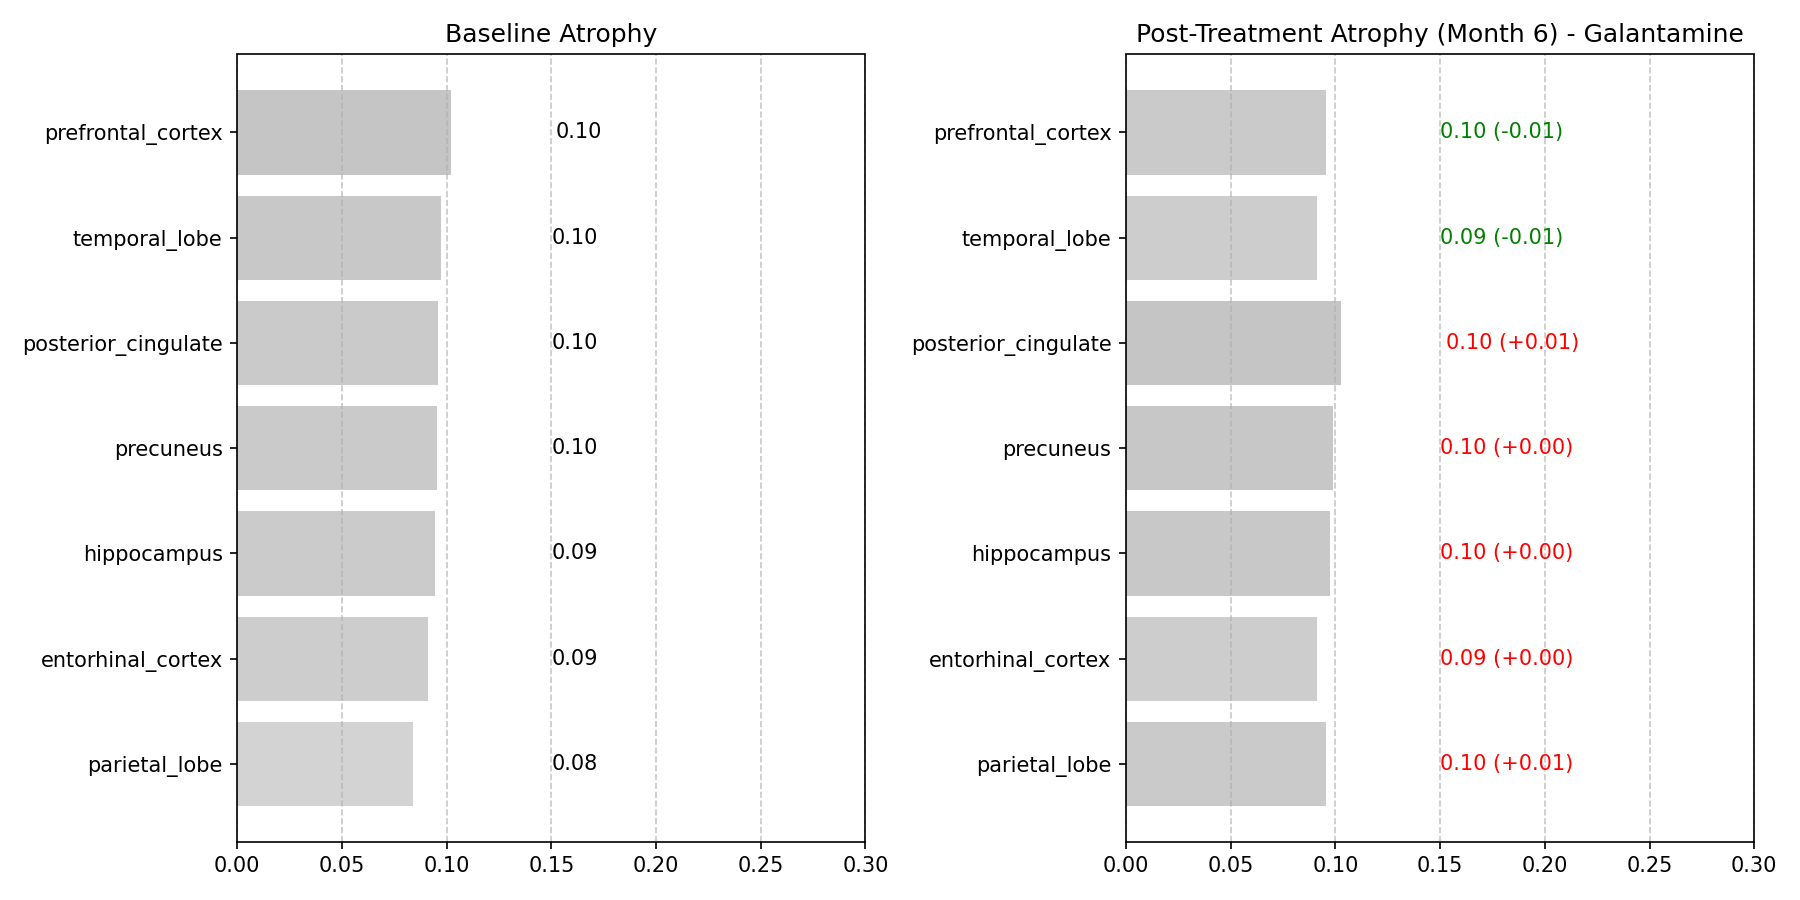 Baseline Atrophy
prefrontal_cortex 0.10
temporal_lobe 0.10
posterior_cingulate 0.10
precuneus 0.10
hippocampus 0.09
entorhinal_cortex 0.09
parietal_lobe 0.08
0.00 0.05 0.10 0.15 0.20 0.25 0.30
Post-Treatment Atrophy (Month 6) - Galantamine
prefrontal_cortex 0.10 (-0.01)
temporal_lobe 0.09 (-0.01)
posterior_cingulate 0.10 (+0.01)
precuneus 0.10 (+0.00)
hippocampus 0.10 (+0.00)
entorhinal_cortex 0.09 (+0.00)
parietal_lobe 0.10 (+0.01)
0.00 0.05 0.10 0.15 0.20 0.25 0.30